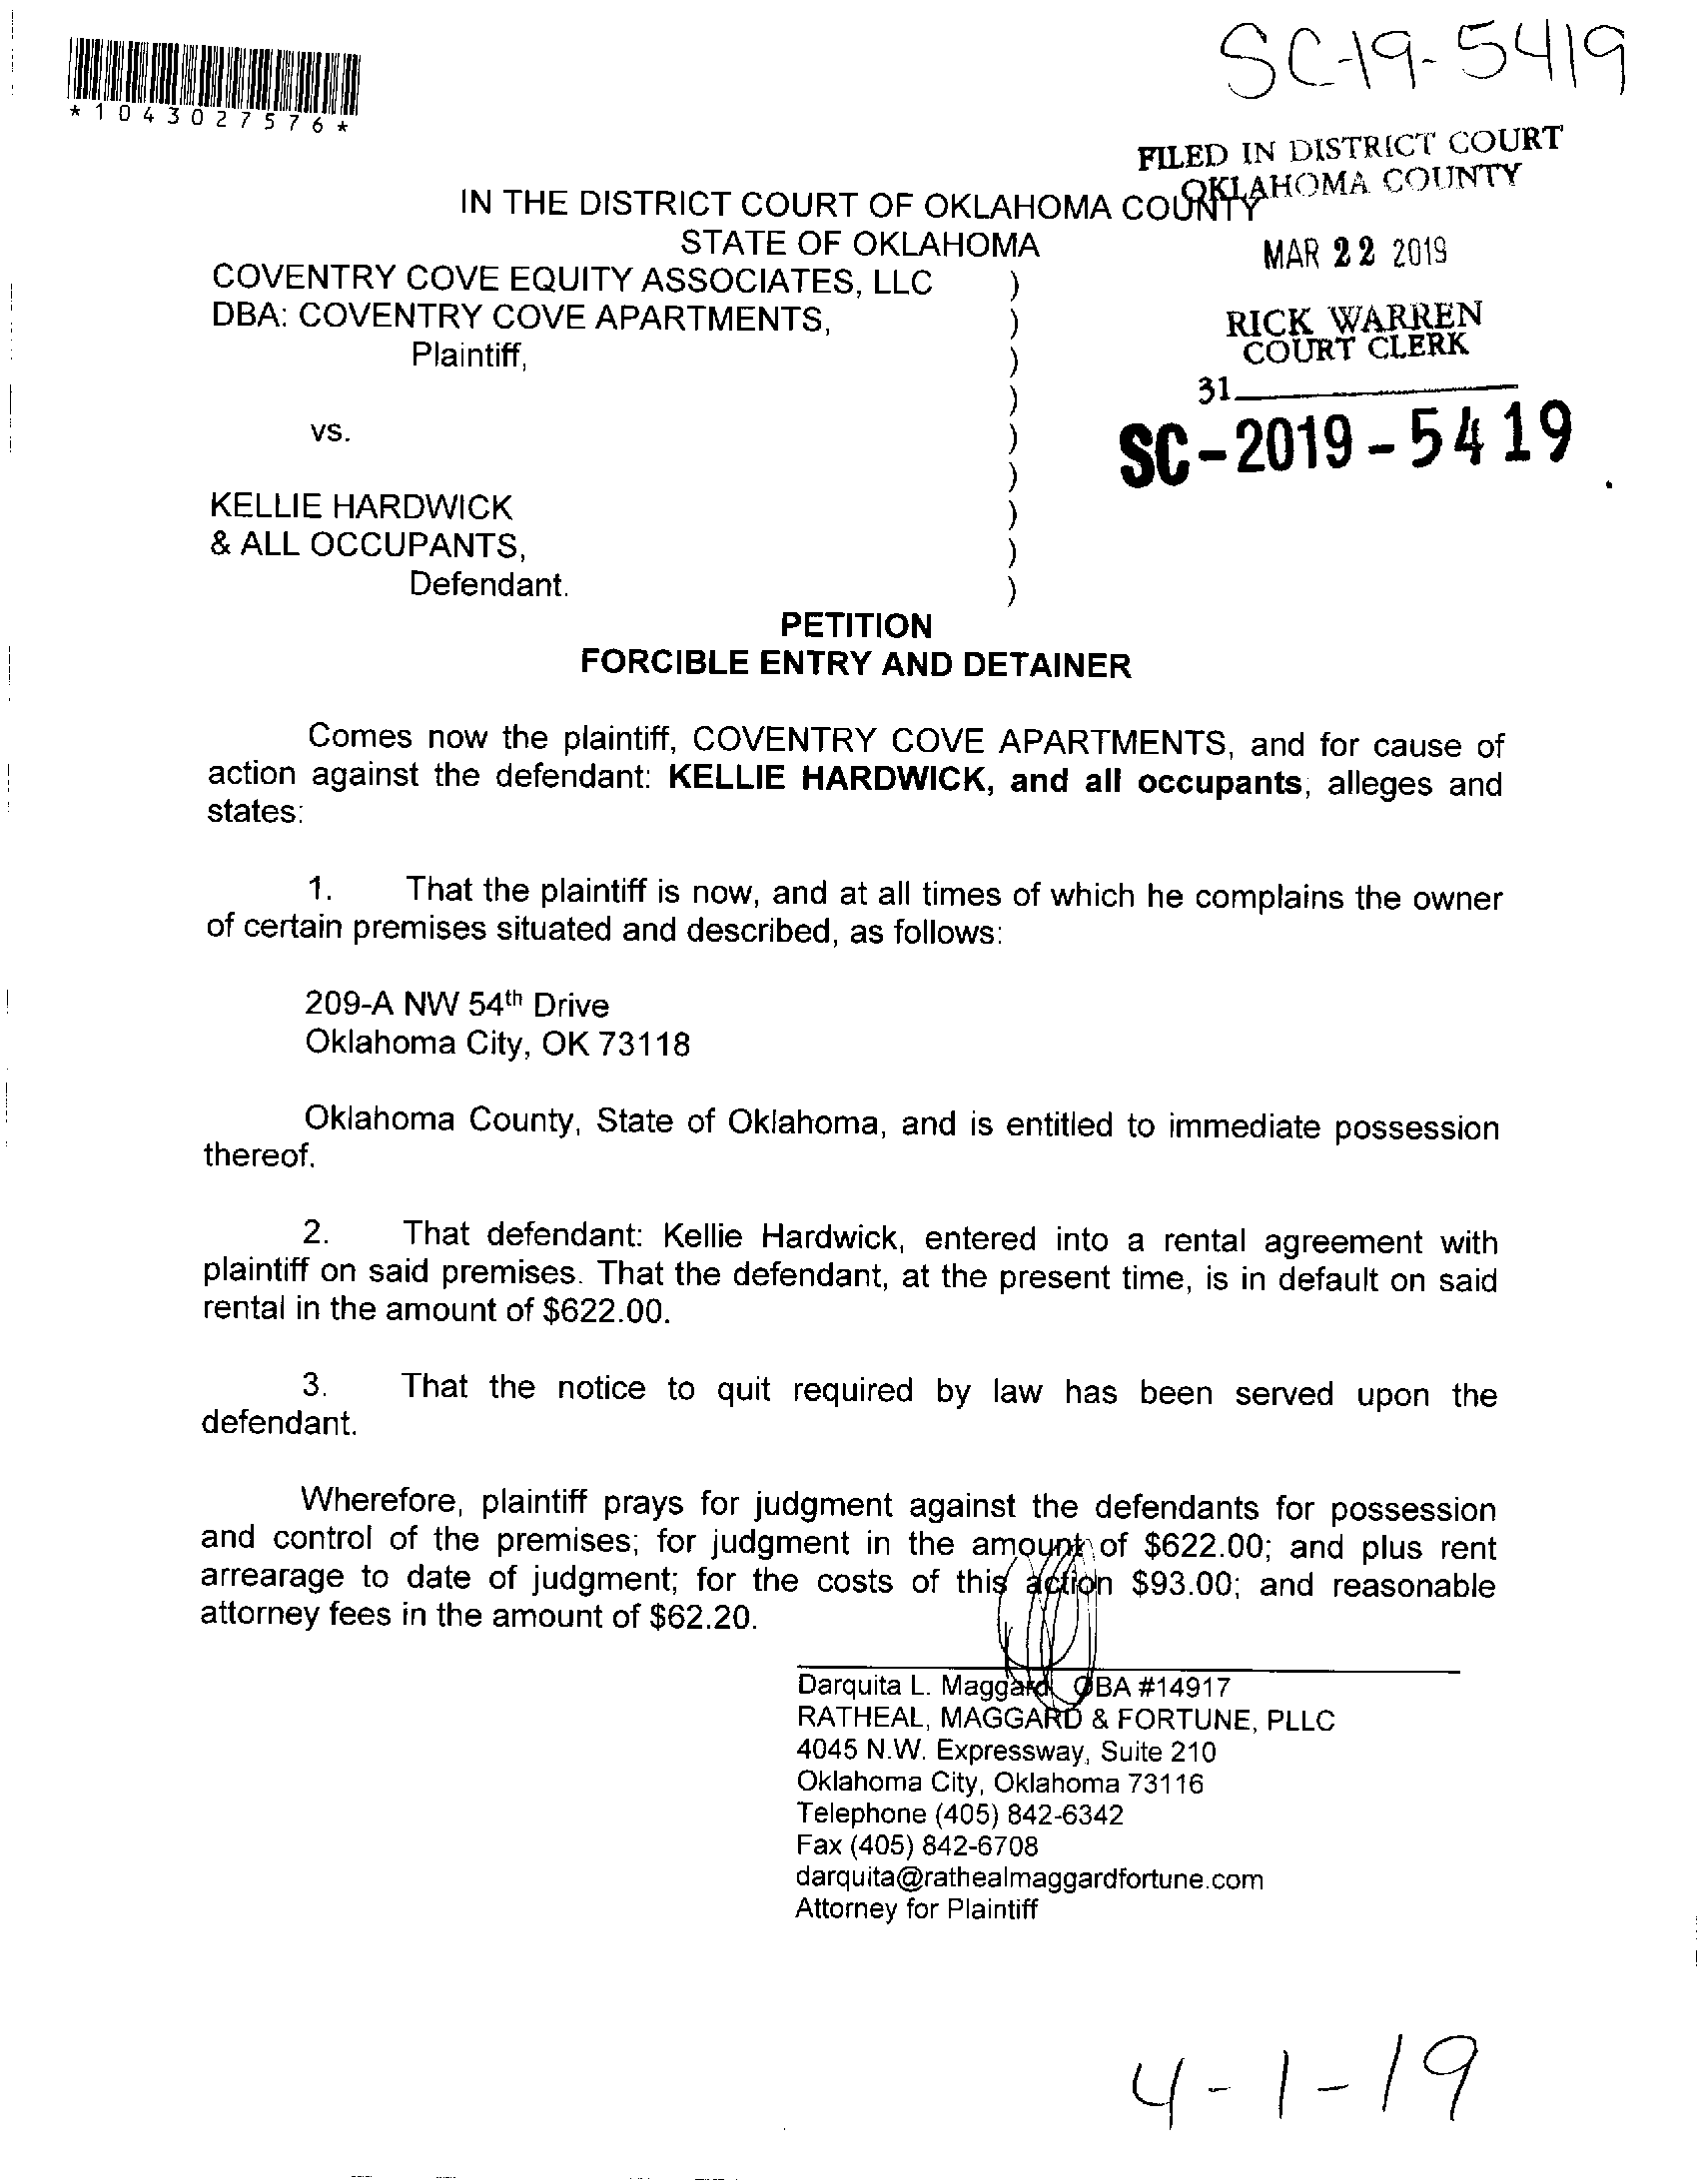 SC-19-5419
*1043027576*
FILED IN DISTRICT COURT
OKLAHOMA COUNTY
IN THE DISTRICT COURT OF OKLAHOMA COUNTY
STATE OF OKLAHOMA
MAR 22 2019
COVENTRY COVE EQUITY ASSOCIATES, LLC )
DBA: COVENTRY COVE APARTMENTS, )
RICK WARREN
COURT CLERK
Plaintiff, )
31
)
vs. )
SC-2019-5419
)
KELLIE HARDWICK )
& ALL OCCUPANTS, )
Defendant. )
PETITION
FORCIBLE ENTRY AND DETAINER
Comes now the plaintiff, COVENTRY COVE APARTMENTS, and for cause of
action against the defendant: KELLIE HARDWICK, and all occupants, alleges and
states:
1. That the plaintiff is now, and at all times of which he complains the owner
of certain premises situated and described, as follows:
209-A NW 54th Drive
Oklahoma City, OK 73118
Oklahoma County, State of Oklahoma, and is entitled to immediate possession
thereof.
2. That defendant: Kellie Hardwick, entered into a rental agreement with
plaintiff on said premises. That the defendant, at the present time, is in default on said
rental in the amount of $622.00.
3. That the notice to quit required by law has been served upon the
defendant.
Wherefore, plaintiff prays for judgment against the defendants for possession
and control of the premises; for judgment in the amount of $622.00; and plus rent
arrearage to date of judgment; for the costs of this action $93.00; and reasonable
attorney fees in the amount of $62.20.
Darquita L. Maggard OBA #14917
RATHEAL, MAGGARD & FORTUNE, PLLC
4045 N.W. Expressway, Suite 210
Oklahoma City, Oklahoma 73116
Telephone (405) 842-6342
Fax (405) 842-6708
darquita@rathealmaggardfortune.com
Attorney for Plaintiff
4-1-19